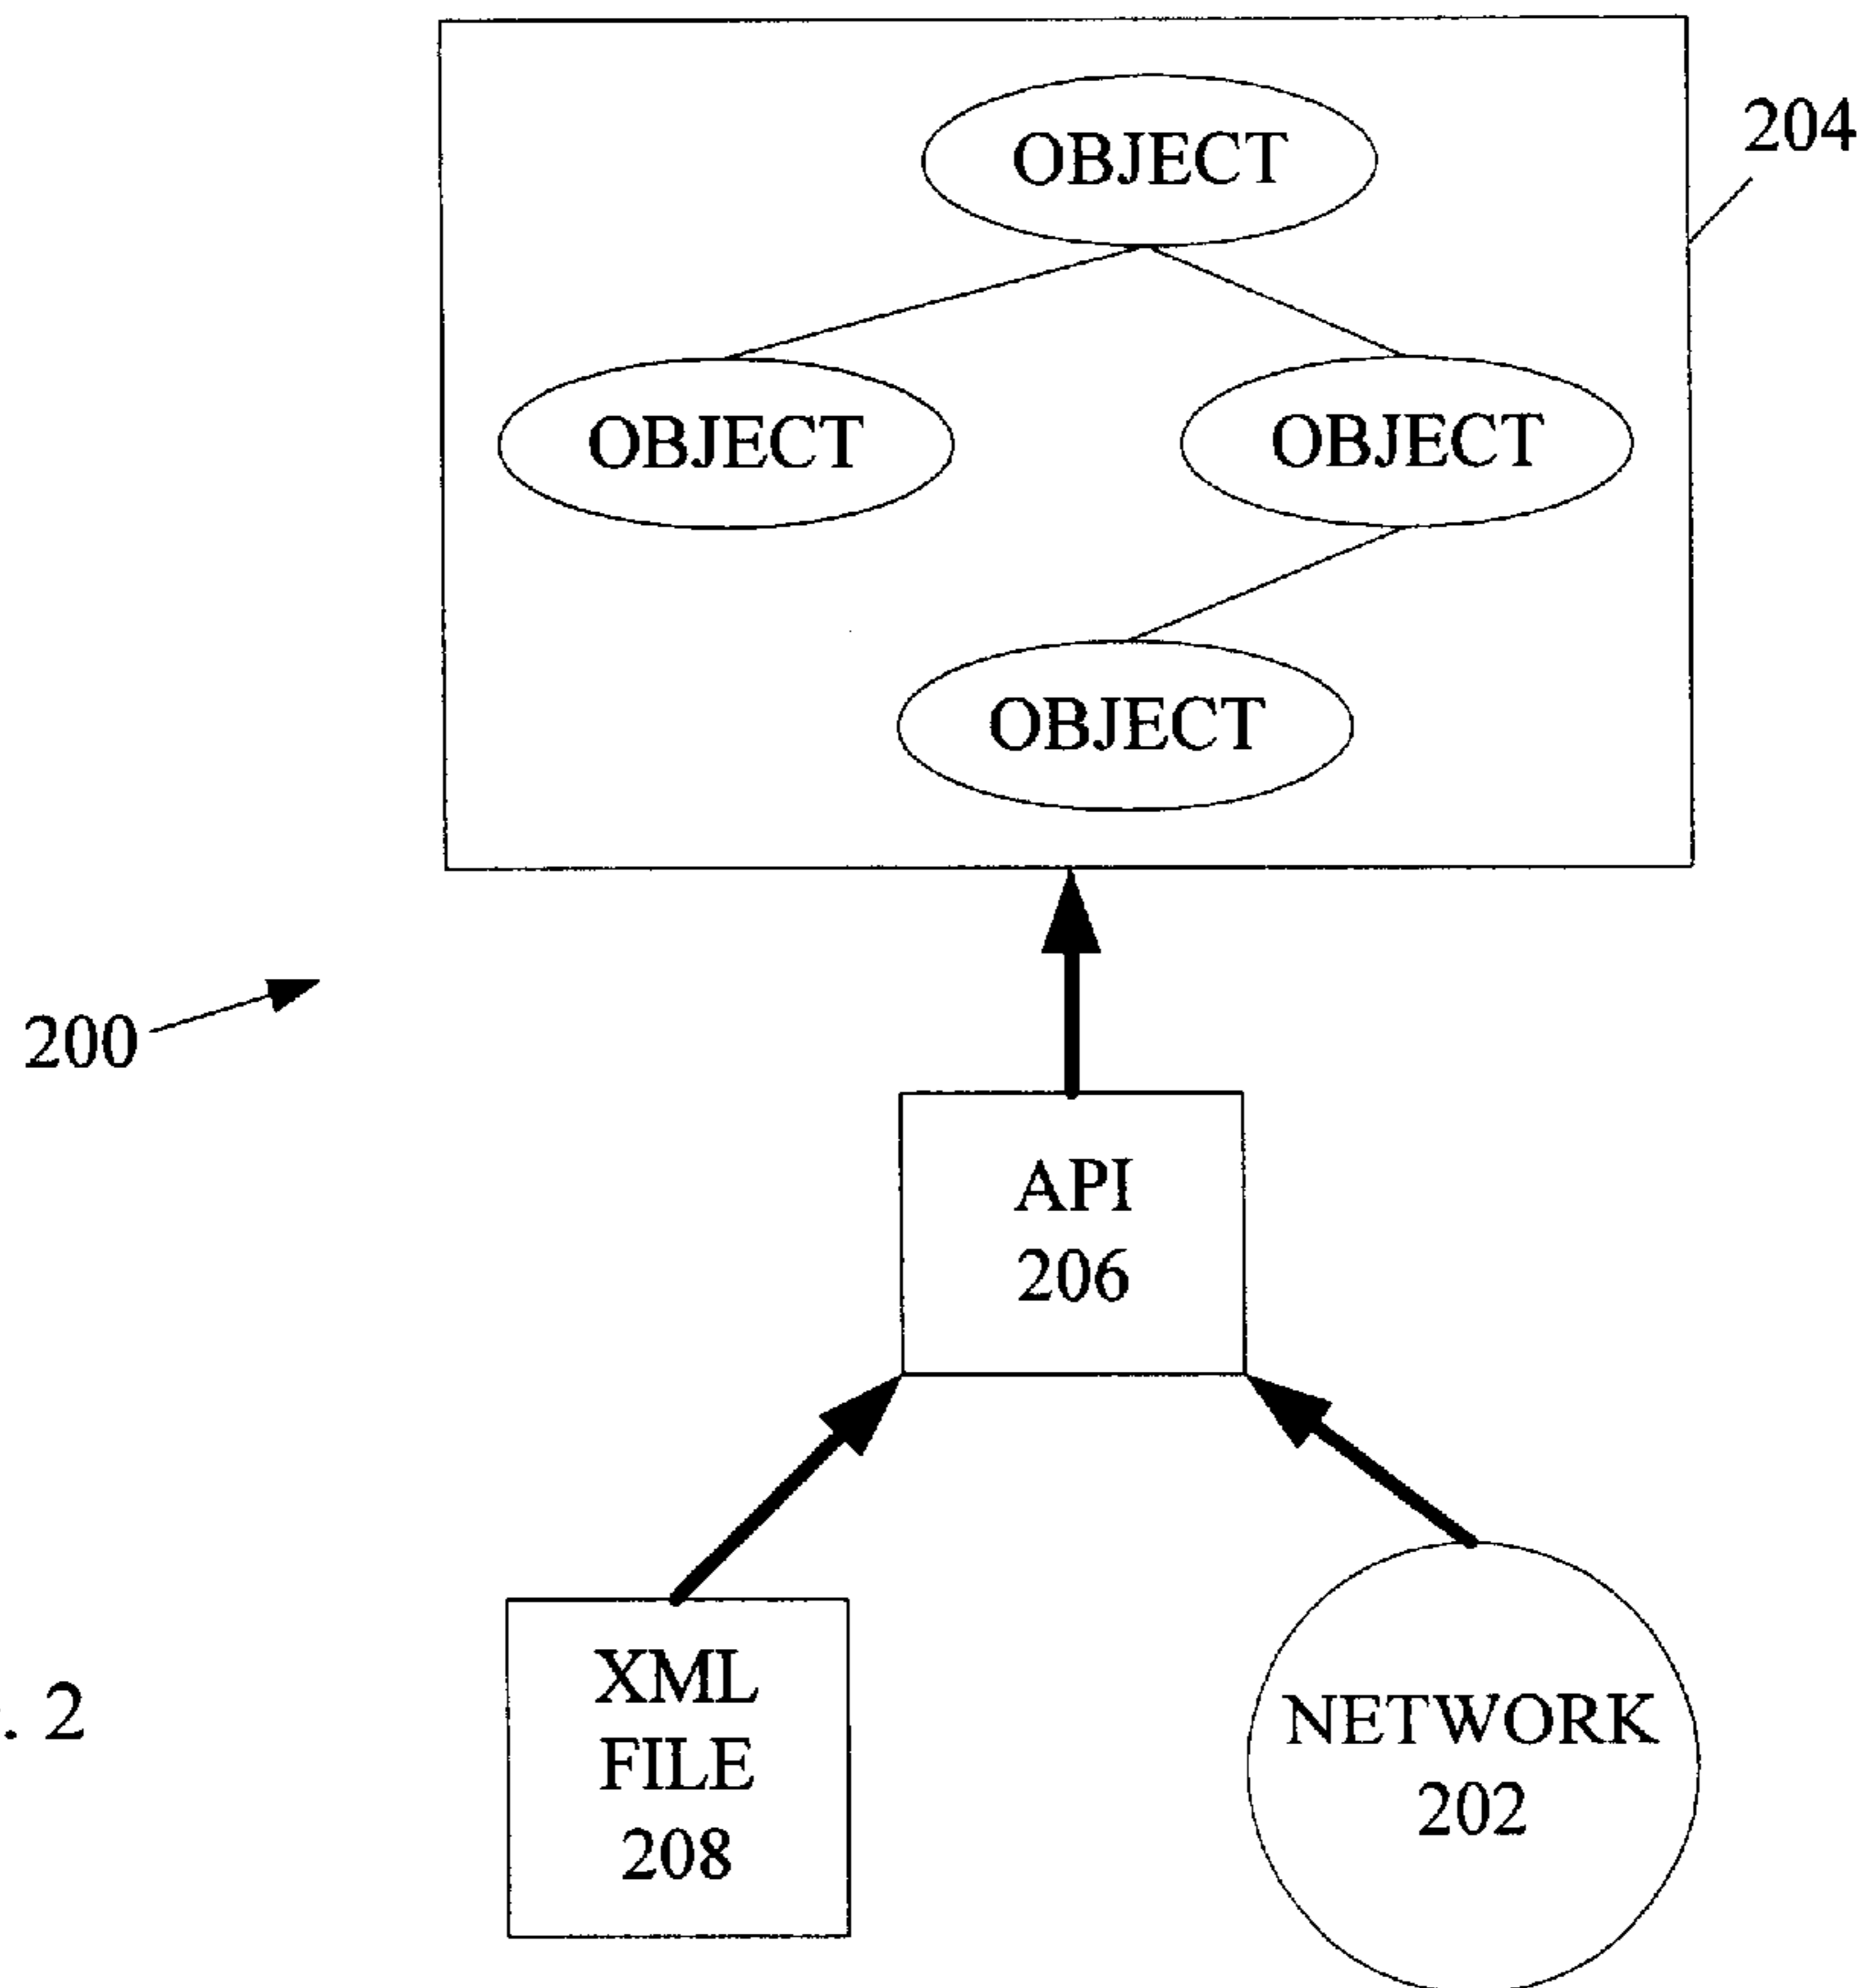 OBJECT
204
OBJECT
OBJECT
OBJECT
200
API
206
XML
FILE
208
NETWORK
202
. 2